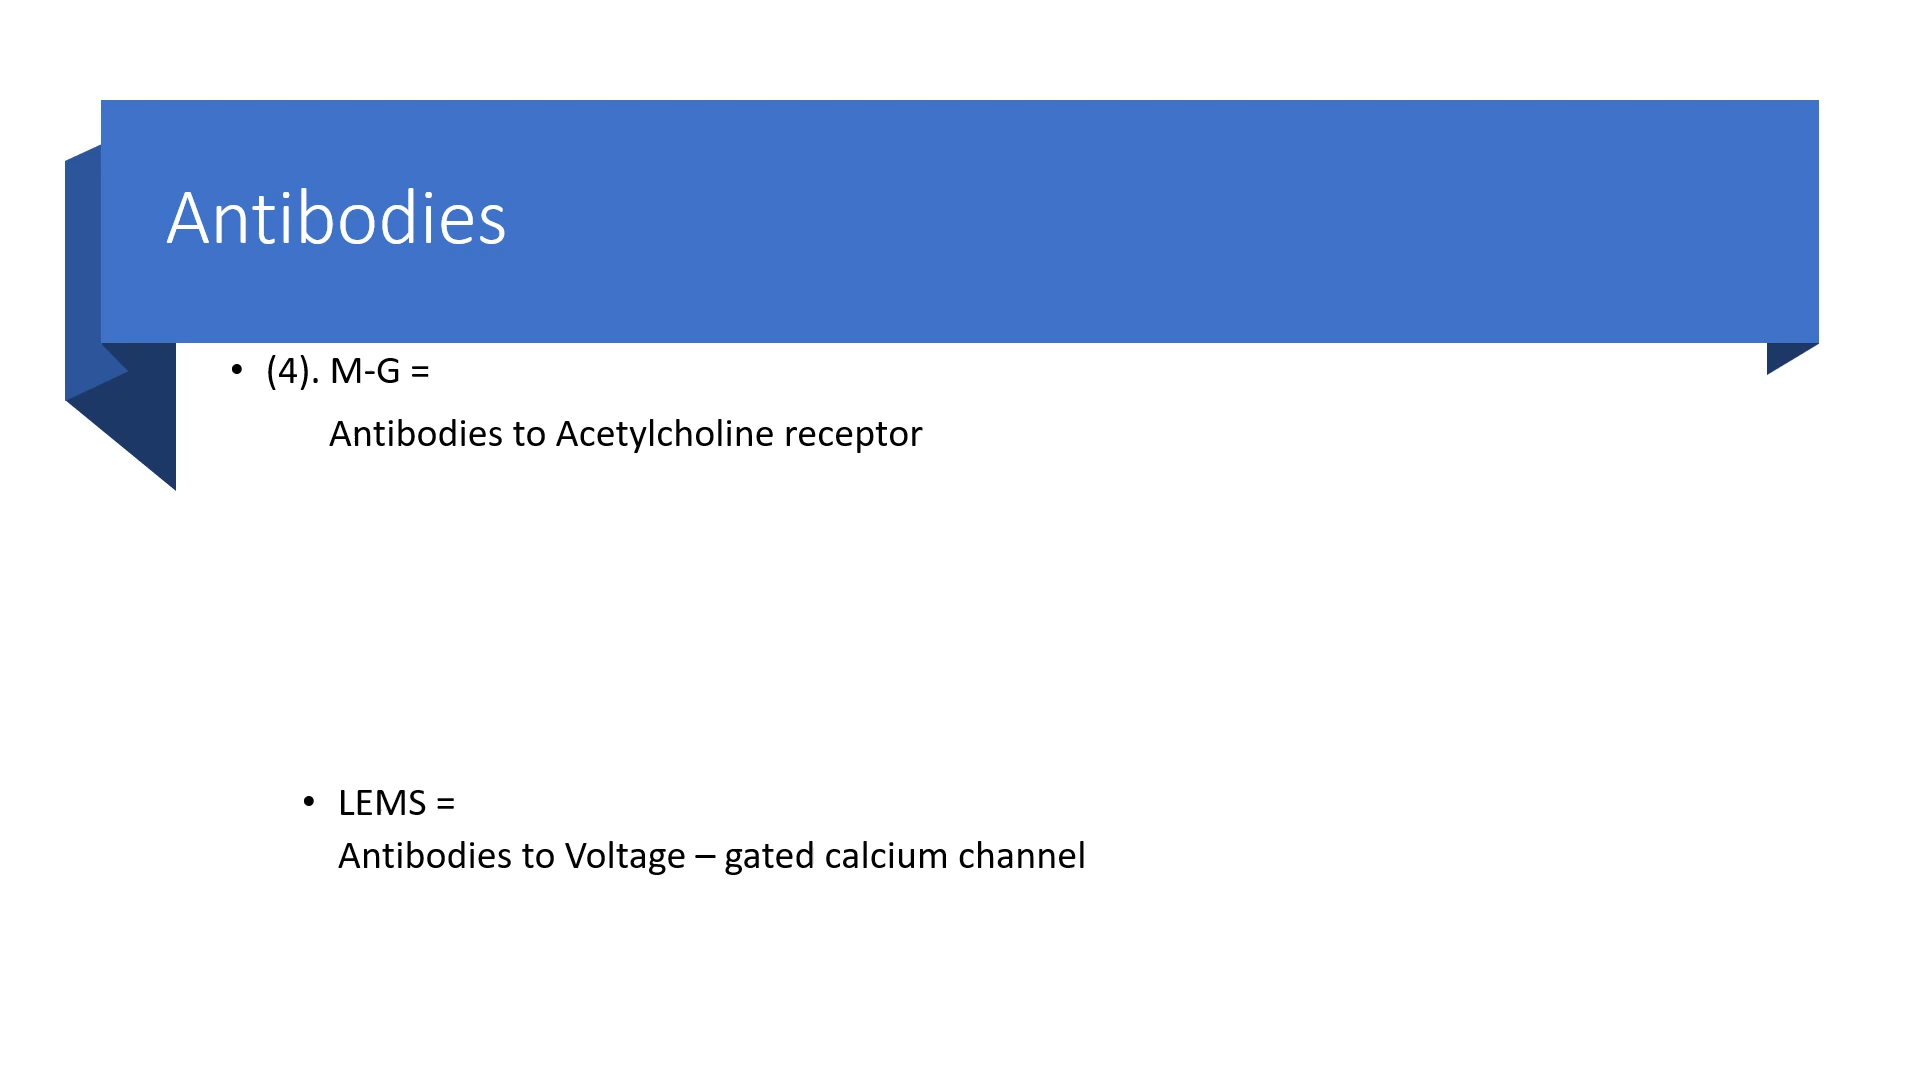 Antibodies
• (4). M-G =
Antibodies to Acetylcholine receptor
• LEMS =
Antibodies to Voltage – gated calcium channel